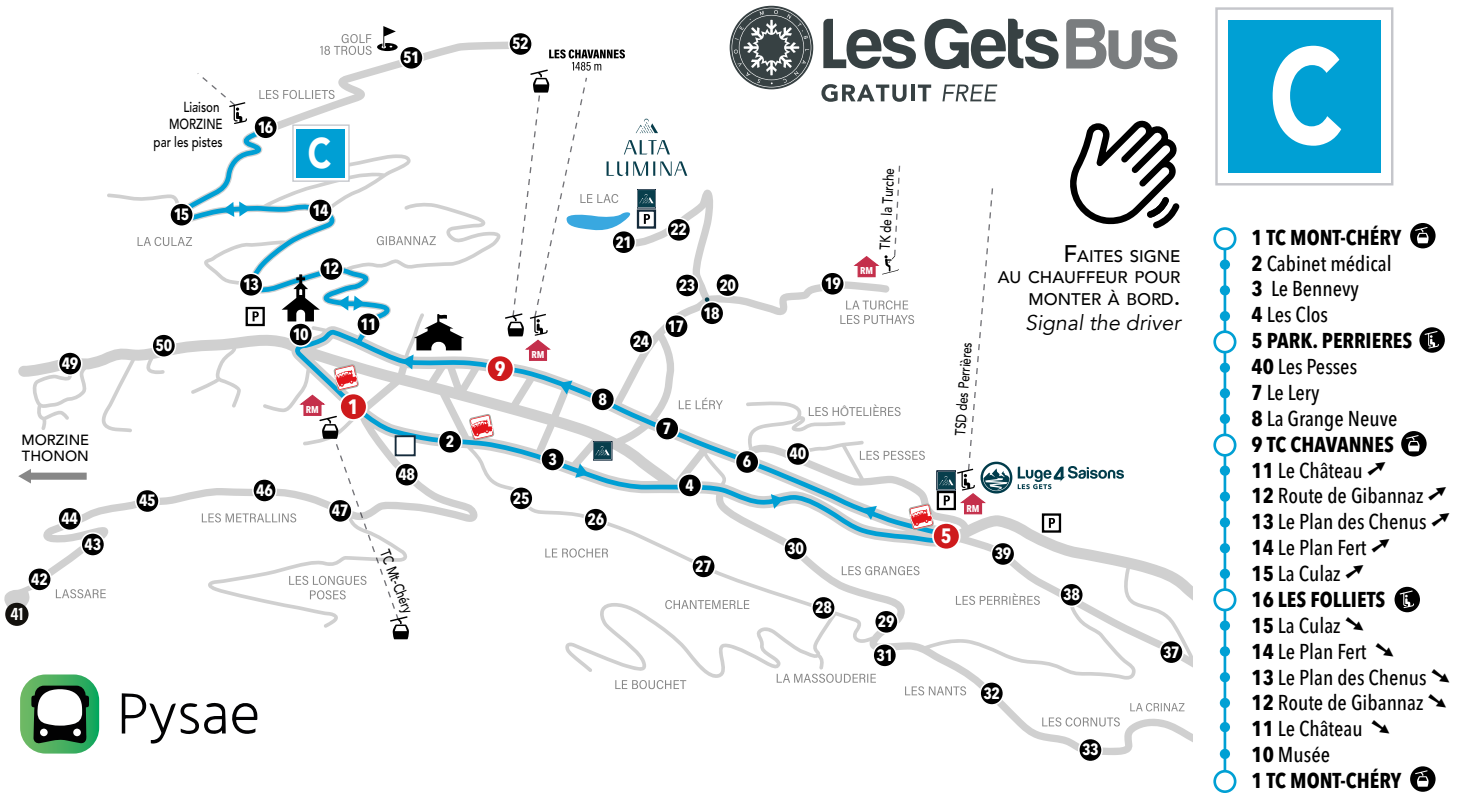 GOLF
18 TROUS
51
52
LES CHAVANNES
1485 m
SAVOIE - MONT BLANC
Les Gets Bus
GRATUIT FREE
C
LES FOLLIETS
Liaison
MORZINE
par les pistes
16
C
ALTA
LUMINA
LE LAC
P
15
14
LA CULAZ
GIBANNAZ
21
22
TK de la Turche
RM
FAITES SIGNE
AU CHAUFFEUR POUR
MONTER À BORD.
Signal the driver
13
12
P
23
20
19
18
LA TURCHE
LES PUTHAYS
10
11
17
24
50
49
RM
9
8
LE LÉRY
7
LES HÔTELIÈRES
TSD des Perrières
RM
1
MORZINE
THONON
2
3
48
6
40
LES PESSES
4
P
RM
Luge 4 Saisons
LES GETS
P
5
45
46
47
44
43
LES METRALLINS
25
26
LE ROCHER
30
39
42
41
LASSARE
LES LONGUES
POSES
TC Mt-Chéry
27
CHANTEMERLE
28
LES GRANGES
LES PERRIÈRES
38
29
31
37
LE BOUCHET
LA MASSOUDERIE
LES NANTS
32
LES CORNUTS
LA CRINAZ
33
Pysae
1 TC MONT-CHÉRY
2 Cabinet médical
3 Le Bennevy
4 Les Clos
5 PARK. PERRIERES
40 Les Pesses
7 Le Lery
8 La Grange Neuve
9 TC CHAVANNES
11 Le Château
12 Route de Gibannaz
13 Le Plan des Chenus
14 Le Plan Fert
15 La Culaz
16 LES FOLLIETS
15 La Culaz
14 Le Plan Fert
13 Le Plan des Chenus
12 Route de Gibannaz
11 Le Château
10 Musée
1 TC MONT-CHÉRY